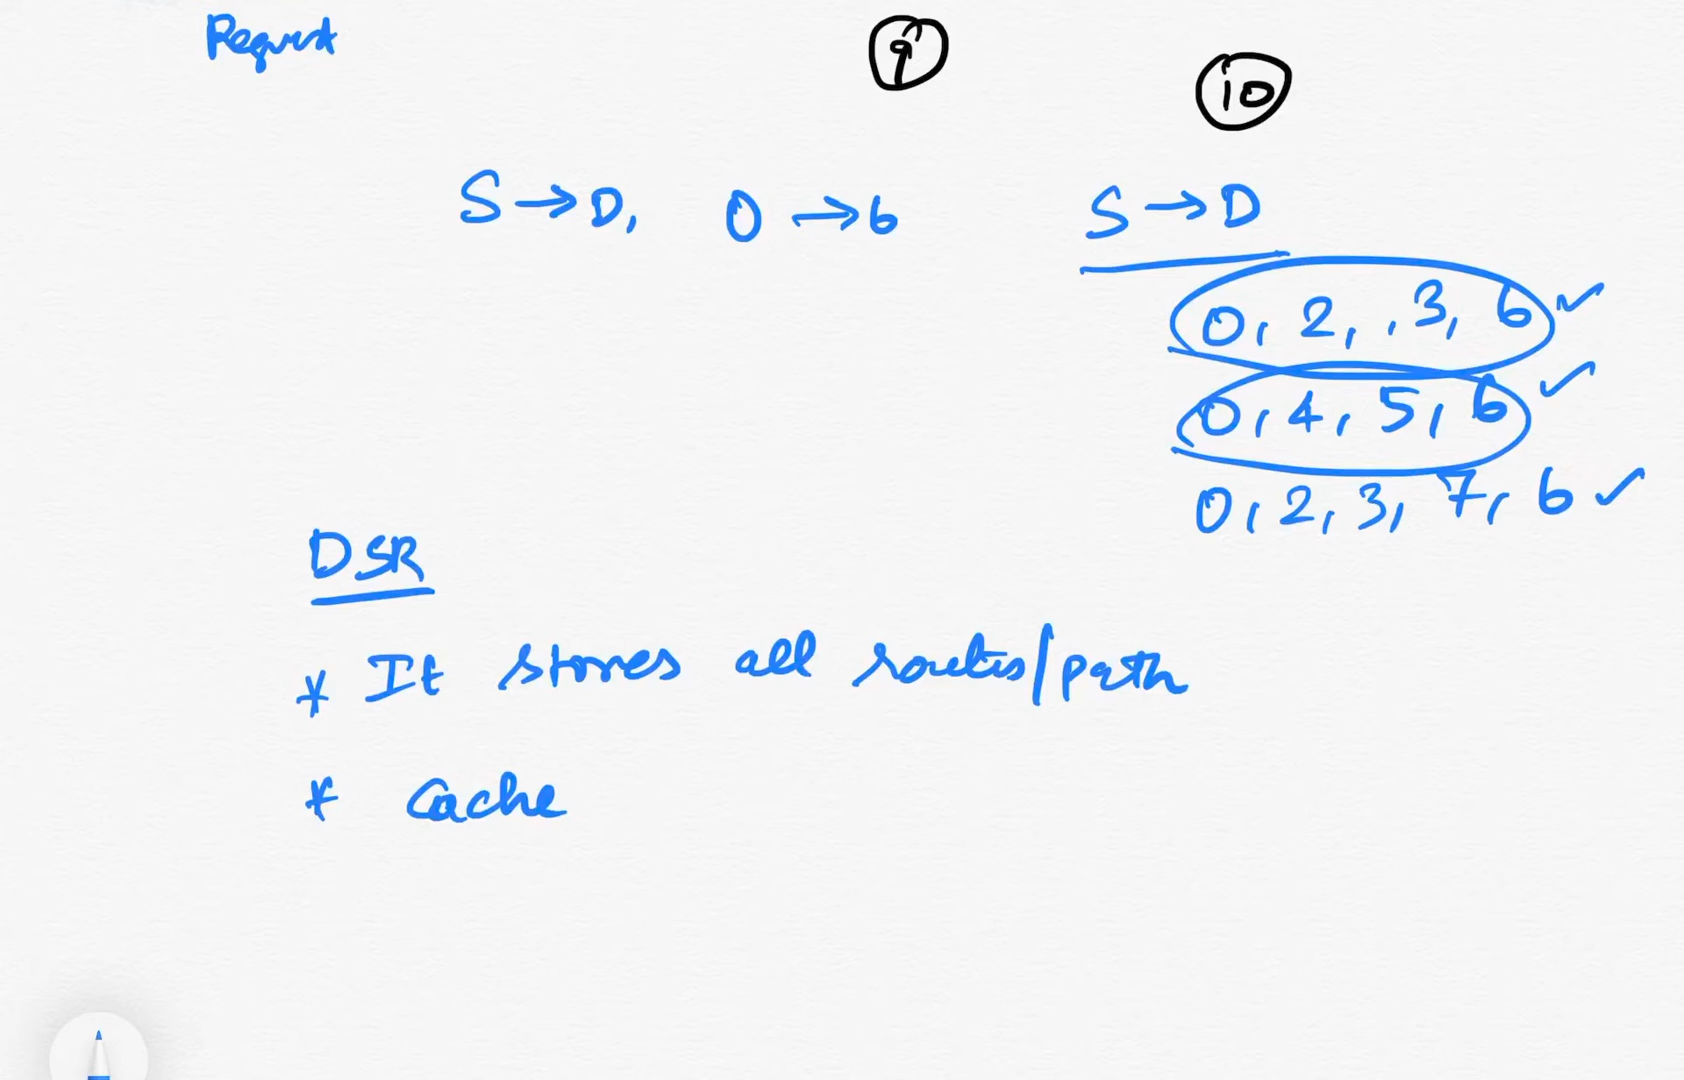 Request
9
10
S → D, 0 → 6
S → D
0, 2, , 3, 6 ✓
0, 4, 5, 6 ✓
0, 2, 3, 7, 6 ✓
DSR
* It stores all routes/path
* Cache